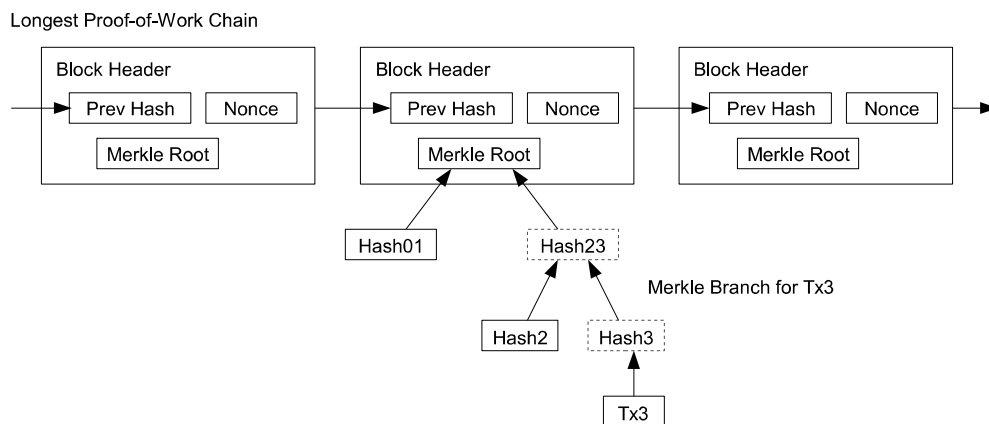 Longest Proof-of-Work Chain
Block Header
Prev Hash
Nonce
Merkle Root
Block Header
Prev Hash
Nonce
Merkle Root
Block Header
Prev Hash
Nonce
Merkle Root
Hash01
Hash23
Merkle Branch for Tx3
Hash2
Hash3
Tx3